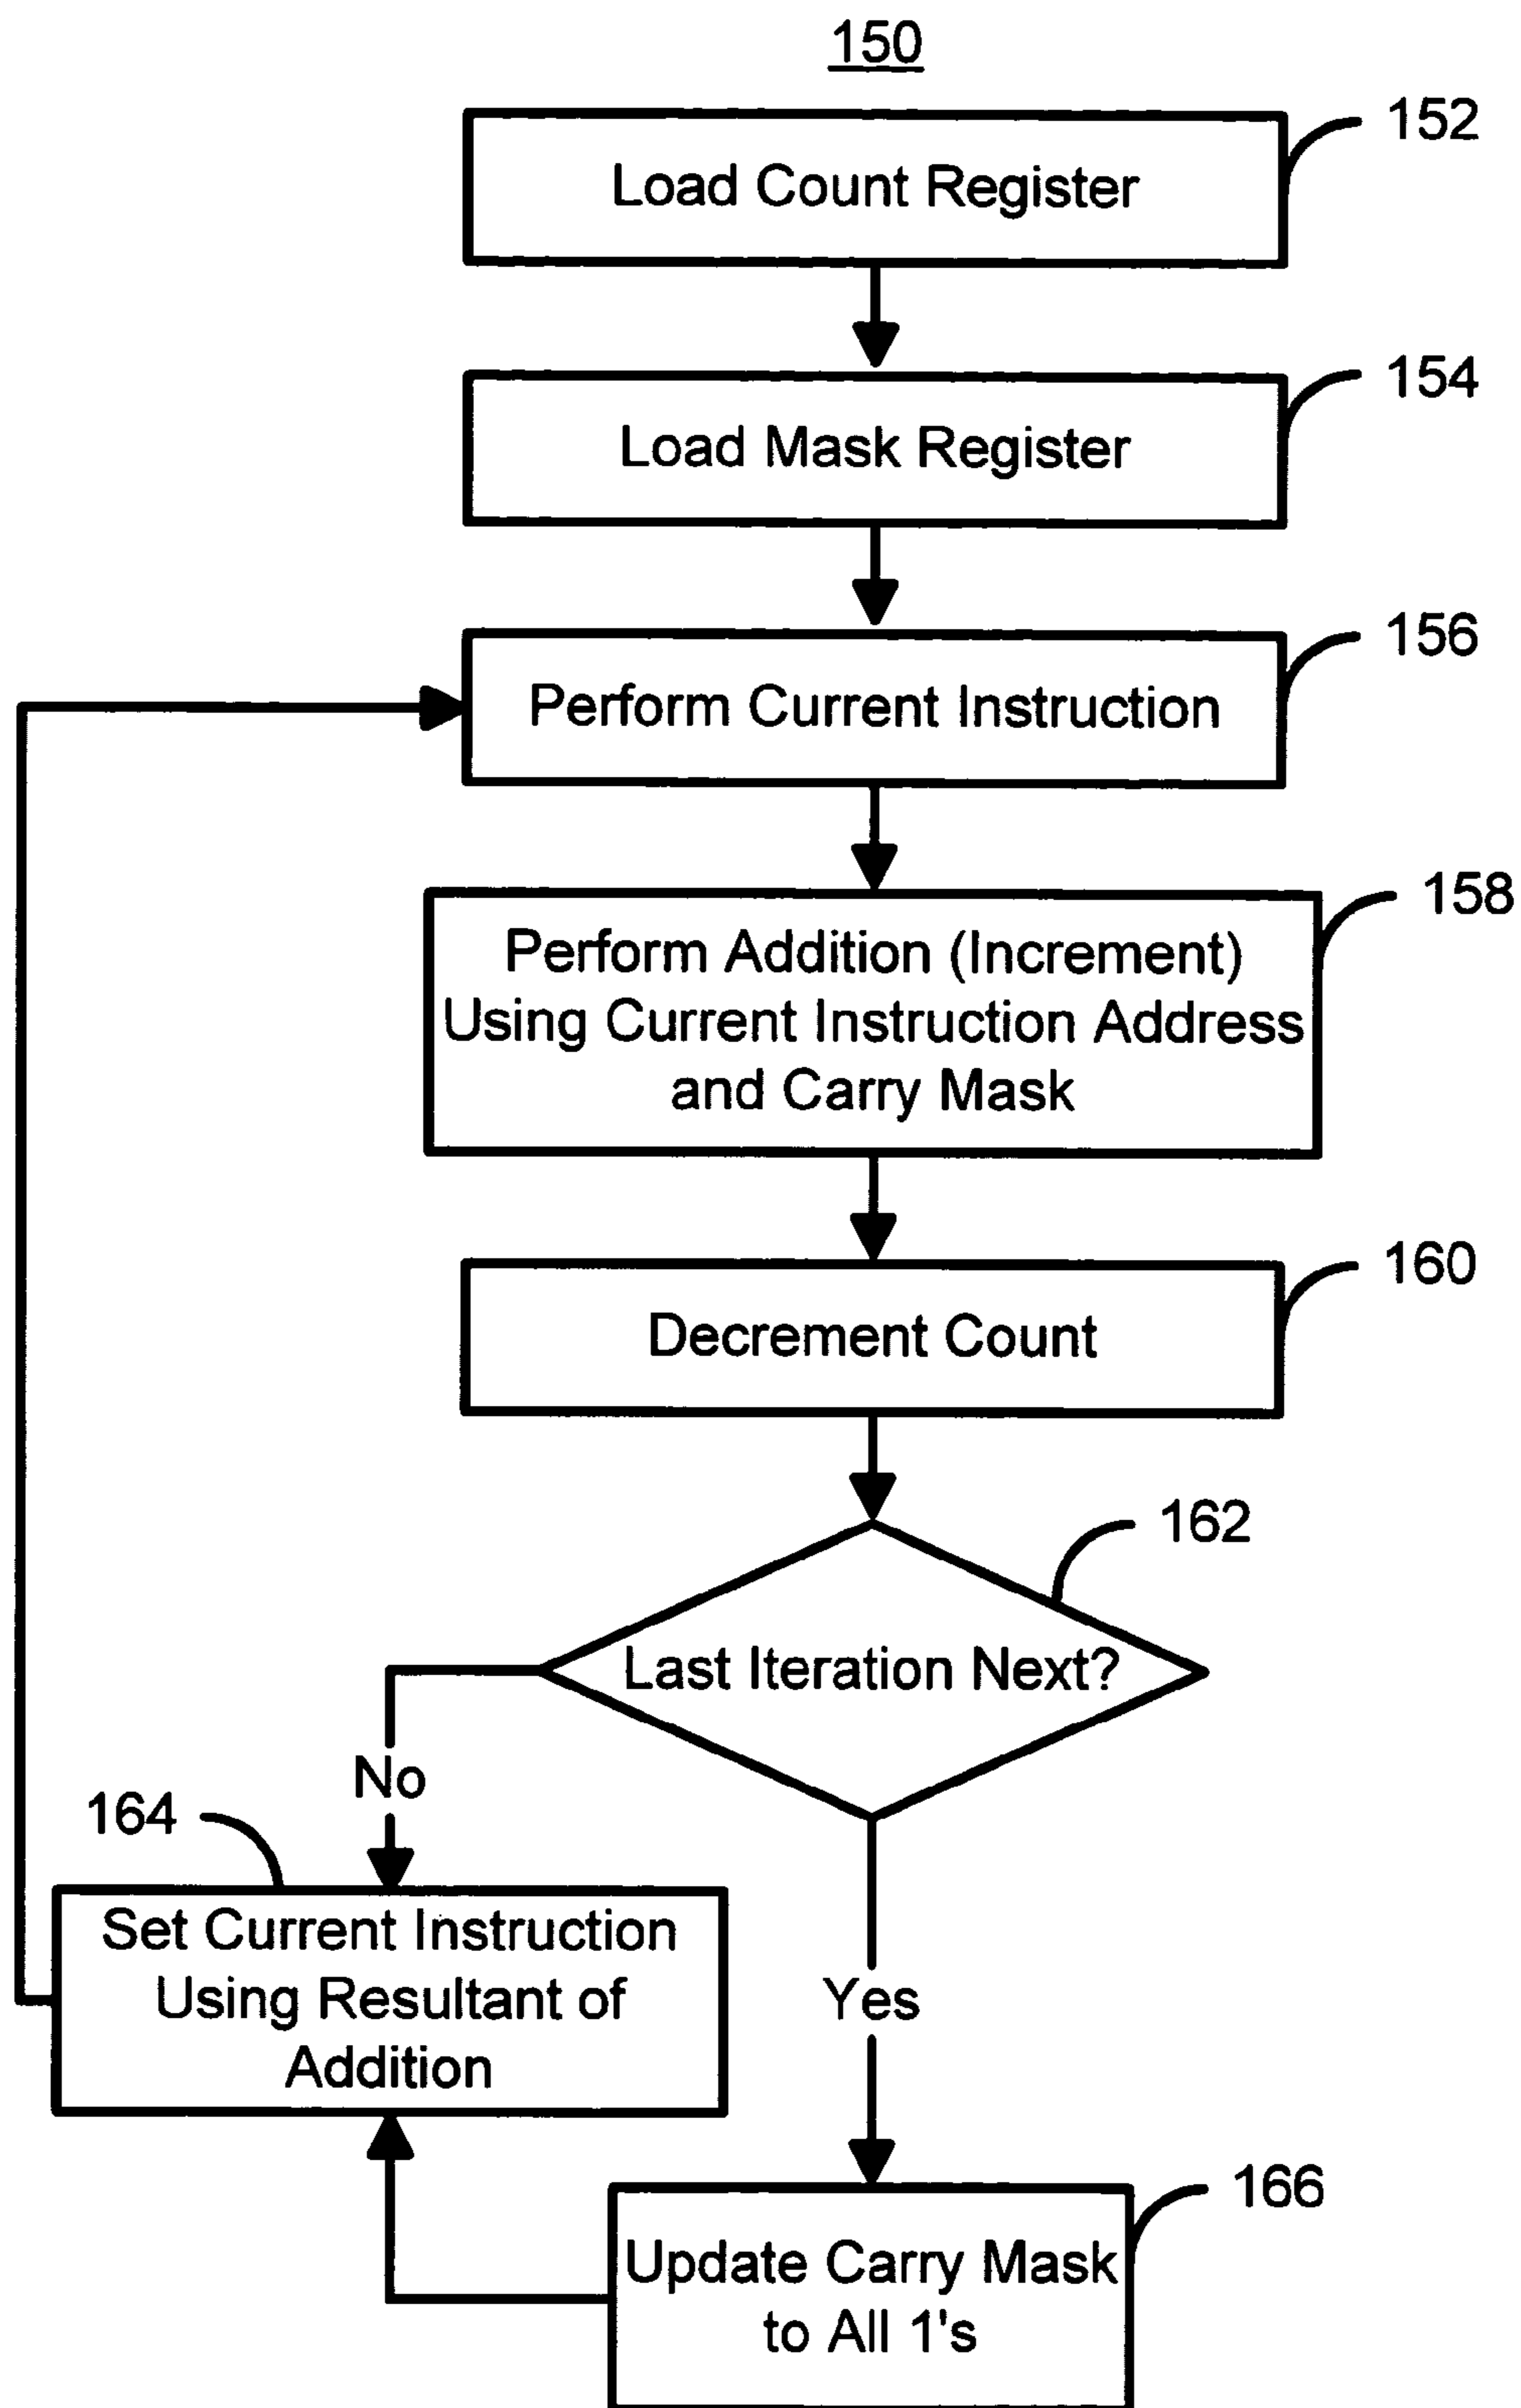 150
152
Load Count Register
154
Load Mask Register
156
Perform Current Instruction
158
Perform Addition (Increment)
Using Current Instruction Address
and Carry Mask
160
Decrement Count
162
Last Iteration Next?
No
164
Set Current Instruction
Using Resultant of
Addition
Yes
166
Update Carry Mask
to All 1's